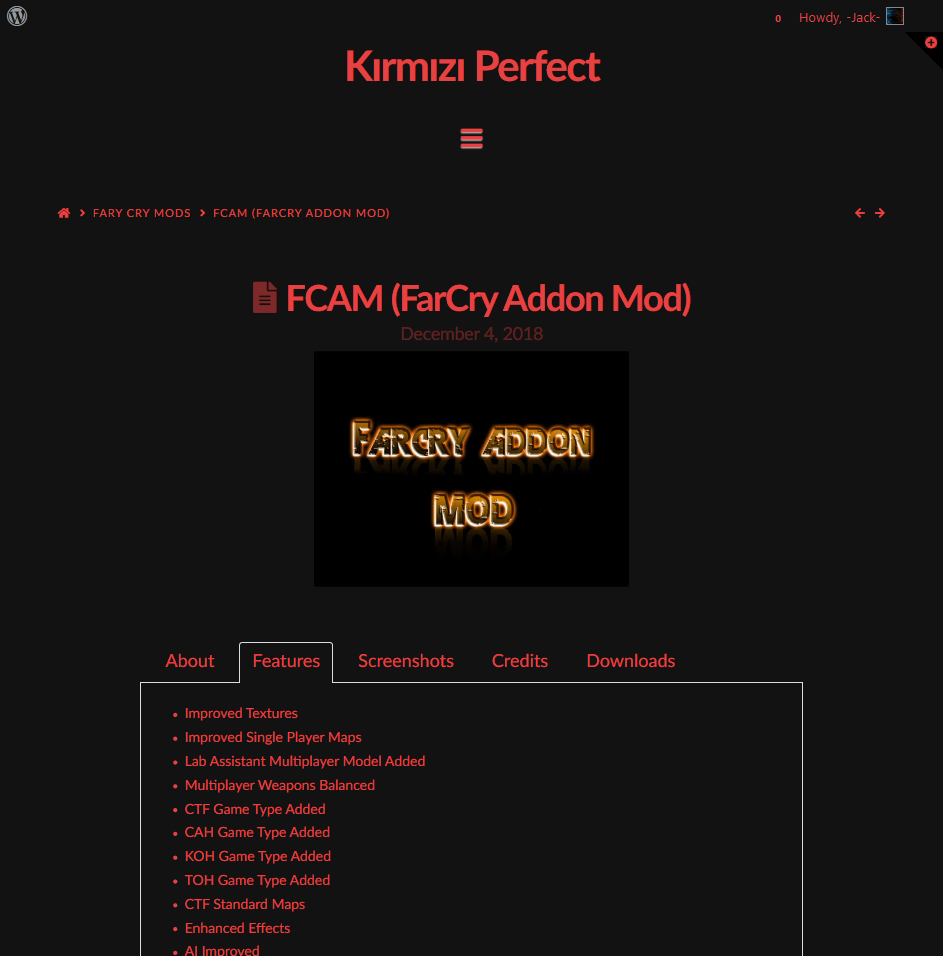 0 Howdy, -Jack-
Kırmızı Perfect
FARY CRY MODS FCAM (FARCRY ADDON MOD)
FCAM (FarCry Addon Mod)
December 4, 2018
FARCRY ADDON
MOD
About Features Screenshots Credits Downloads
Improved Textures
Improved Single Player Maps
Lab Assistant Multiplayer Model Added
Multiplayer Weapons Balanced
CTF Game Type Added
CAH Game Type Added
KOH Game Type Added
TOH Game Type Added
CTF Standard Maps
Enhanced Effects
AI Improved